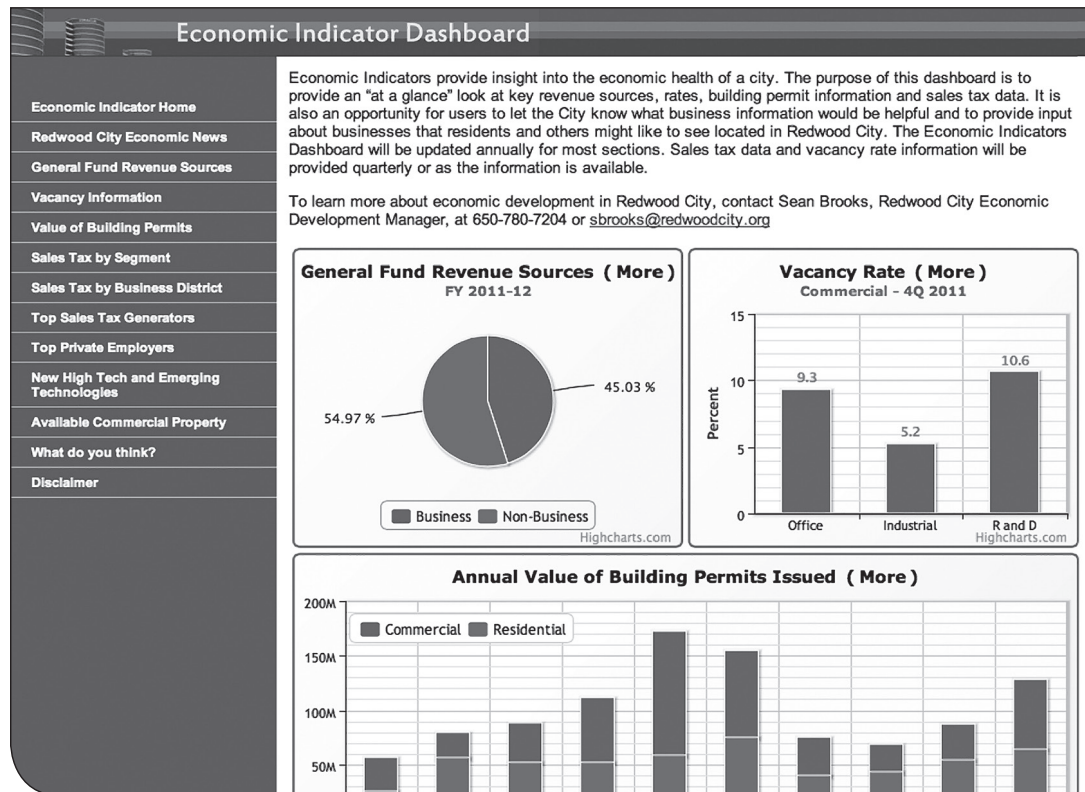 Economic Indicator Dashboard
Economic Indicator Home
Redwood City Economic News
General Fund Revenue Sources
Vacancy Information
Value of Building Permits
Sales Tax by Segment
Sales Tax by Business District
Top Sales Tax Generators
Top Private Employers
New High Tech and Emerging
Technologies
Available Commercial Property
What do you think?
Disclaimer
Economic Indicators provide insight into the economic health of a city. The purpose of this dashboard is to
provide an “at a glance” look at key revenue sources, rates, building permit information and sales tax data. It is
also an opportunity for users to let the City know what business information would be helpful and to provide input
about businesses that residents and others might like to see located in Redwood City. The Economic Indicators
Dashboard will be updated annually for most sections. Sales tax data and vacancy rate information will be
provided quarterly or as the information is available.
To learn more about economic development in Redwood City, contact Sean Brooks, Redwood City Economic
Development Manager, at 650-780-7204 or sbrooks@redwoodcity.org
General Fund Revenue Sources (More)
FY 2011-12
45.03 %
54.97 %
Business Non-Business
Highcharts.com
Vacancy Rate (More)
Commercial - 4Q 2011
15
10
5
0
Percent
9.3
5.2
10.6
Office Industrial R and D
Highcharts.com
Annual Value of Building Permits Issued (More)
200M
150M
100M
50M
Commercial Residential